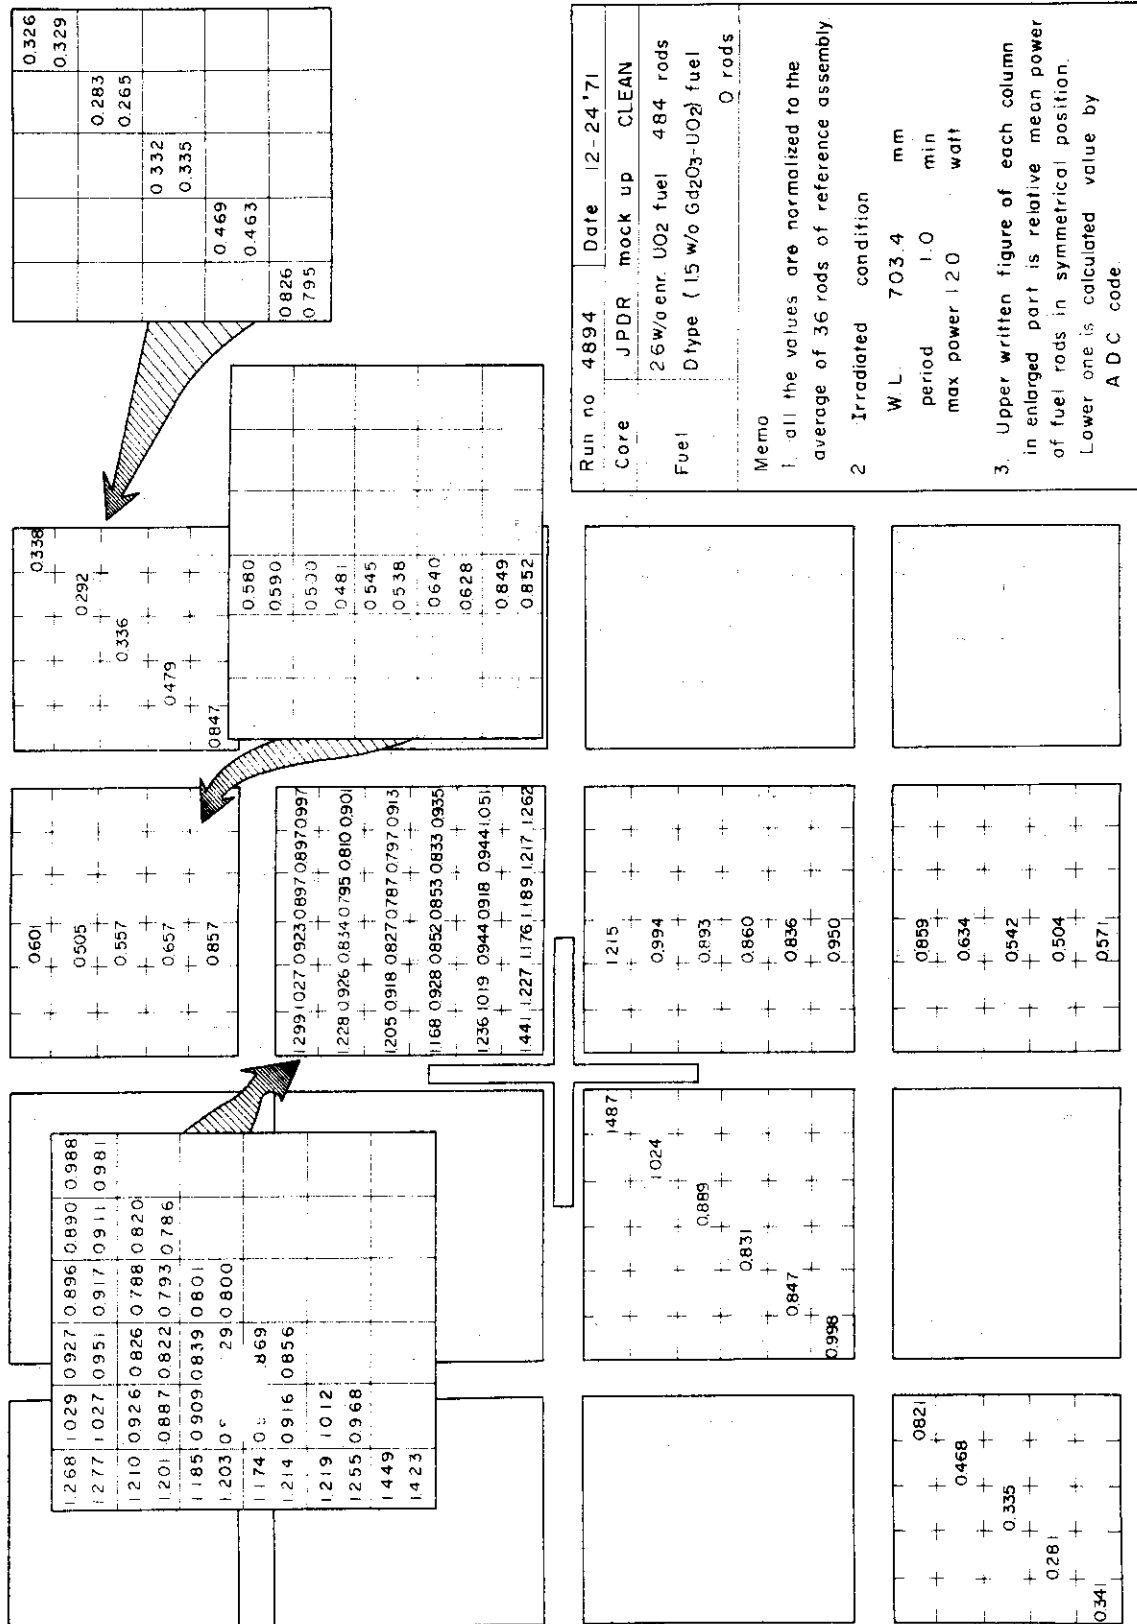 1.268 1.029 0.927 0.896 0.890 0.988
1.277 1.027 0.951 0.917 0.911 0.981
1.210 0.926 0.826 0.788 0.820
1.201 0.887 0.822 0.793 0.786
1.185 0.909 0.839 0.801
1.203 29 0.800
1.174 .869
1.214 0.916 0.856
1.219 1.012
1.255 0.968
1.449
1.423
0.601
0.505
0.557
0.657
0.857
0.338
0.292
0.336
0.479
0.847
0.326
0.329
0.283
0.265
0.332
0.335
0.469
0.463
0.826
0.795
0.580
0.590
0.500
0.481
0.545
0.538
0.640
0.628
0.849
0.852
1.299 1.027 0.923 0.897 0.897 0.997
1.228 0.926 0.834 0.795 0.810 0.901
1.205 0.918 0.827 0.787 0.797 0.913
1.168 0.928 0.852 0.853 0.833 0.935
1.236 1.019 0.944 0.918 0.944 1.051
1.441 1.227 1.176 1.189 1.217 1.262
1.487
1.024
0.889
0.831
0.847
0.998
1.215
0.994
0.893
0.860
0.836
0.950
0.821
0.468
0.335
0.281
0.341
0.859
0.634
0.542
0.504
0.571
Run no 4894 Date 12-24'71
Core JPDR mock up CLEAN
Fuel 2.6w/o enr. UO2 fuel 484 rods
D type (1.5 w/o Gd2O3-UO2) fuel
0 rods
Memo
1. all the values are normalized to the
average of 36 rods of reference assembly.
2 Irradiated condition
W.L. 703.4 mm
period 1.0 min
max power 120 watt
3. Upper written figure of each column
in enlarged part is relative mean power
of fuel rods in symmetrical position.
Lower one is calculated value by
A D C code.